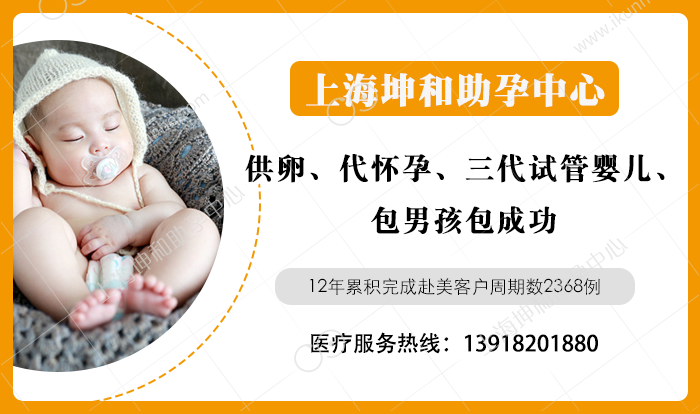 上海坤和助孕中心
供卵、代怀孕、三代试管婴儿、
包男孩包成功
12年累积完成赴美客户周期数2368例
医疗服务热线：13918201880